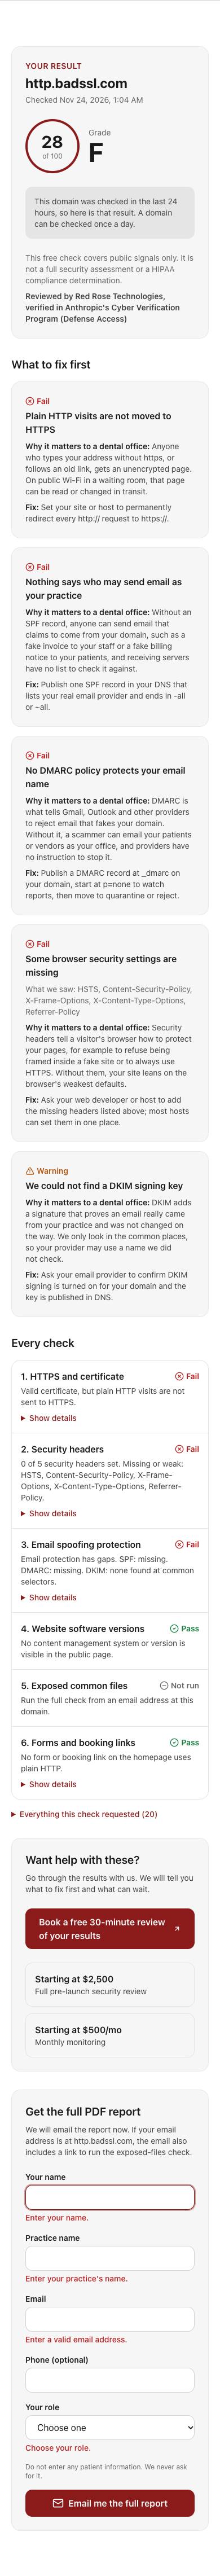 YOUR RESULT
http.badssl.com
Checked Nov 24, 2026, 1:04 AM
28
of 100
Grade
F
This domain was checked in the last 24
hours, so here is that result. A domain
can be checked once a day.
This free check covers public signals only. It is
not a full security assessment or a HIPAA
compliance determination.
Reviewed by Red Rose Technologies,
verified in Anthropic's Cyber Verification
Program (Defense Access)
What to fix first
Fail
Plain HTTP visits are not moved to
HTTPS
Why it matters to a dental office: Anyone
who types your address without https, or
follows an old link, gets an unencrypted page.
On public Wi-Fi in a waiting room, that page
can be read or changed in transit.
Fix: Set your site or host to permanently
redirect every http:// request to https://.
Fail
Nothing says who may send email as
your practice
Why it matters to a dental office: Without an
SPF record, anyone can send email that
claims to come from your domain, such as a
fake invoice to your staff or a fake billing
notice to your patients, and receiving servers
have no list to check it against.
Fix: Publish one SPF record in your DNS that
lists your real email provider and ends in -all
or ~all.
Fail
No DMARC policy protects your email
name
Why it matters to a dental office: DMARC is
what tells Gmail, Outlook and other providers
to reject email that fakes your domain.
Without it, a scammer can email your patients
or vendors as your office, and providers have
no instruction to stop it.
Fix: Publish a DMARC record at _dmarc on
your domain, start at p=none to watch
reports, then move to quarantine or reject.
Fail
Some browser security settings are
missing
What we saw: HSTS, Content-Security-Policy,
X-Frame-Options, X-Content-Type-Options,
Referrer-Policy
Why it matters to a dental office: Security
headers tell a visitor's browser how to protect
your pages, for example to refuse being
framed inside a fake site or to always use
HTTPS. Without them, your site leans on the
browser's weakest defaults.
Fix: Ask your web developer or host to add
the missing headers listed above; most hosts
can set them in one place.
Warning
We could not find a DKIM signing key
Why it matters to a dental office: DKIM adds
a signature that proves an email really came
from your practice and was not changed on
the way. We only look in the common places,
so your provider may use a name we did
not check.
Fix: Ask your email provider to confirm DKIM
signing is turned on for your domain and the
key is published in DNS.
Every check
1. HTTPS and certificate Fail
Valid certificate, but plain HTTP visits are not
sent to HTTPS.
Show details
2. Security headers Fail
0 of 5 security headers set. Missing or weak:
HSTS, Content-Security-Policy, X-Frame-
Options, X-Content-Type-Options, Referrer-
Policy.
Show details
3. Email spoofing protection Fail
Email protection has gaps. SPF: missing.
DMARC: missing. DKIM: none found at common
selectors.
Show details
4. Website software versions Pass
No content management system or version is
visible in the public page.
5. Exposed common files Not run
Run the full check from an email address at this
domain.
6. Forms and booking links Pass
No form or booking link on the homepage uses
plain HTTP.
Show details
Everything this check requested (20)
Want help with these?
Go through the results with us. We will tell you
what to fix first and what can wait.
Book a free 30-minute review
of your results
Starting at $2,500
Full pre-launch security review
Starting at $500/mo
Monthly monitoring
Get the full PDF report
We will email the report now. If your email
address is at http.badssl.com, the email also
includes a link to run the exposed-files check.
Your name
Enter your name.
Practice name
Enter your practice's name.
Email
Enter a valid email address.
Phone (optional)
Your role
Choose one
Choose your role.
Do not enter any patient information. We never ask
for it.
Email me the full report